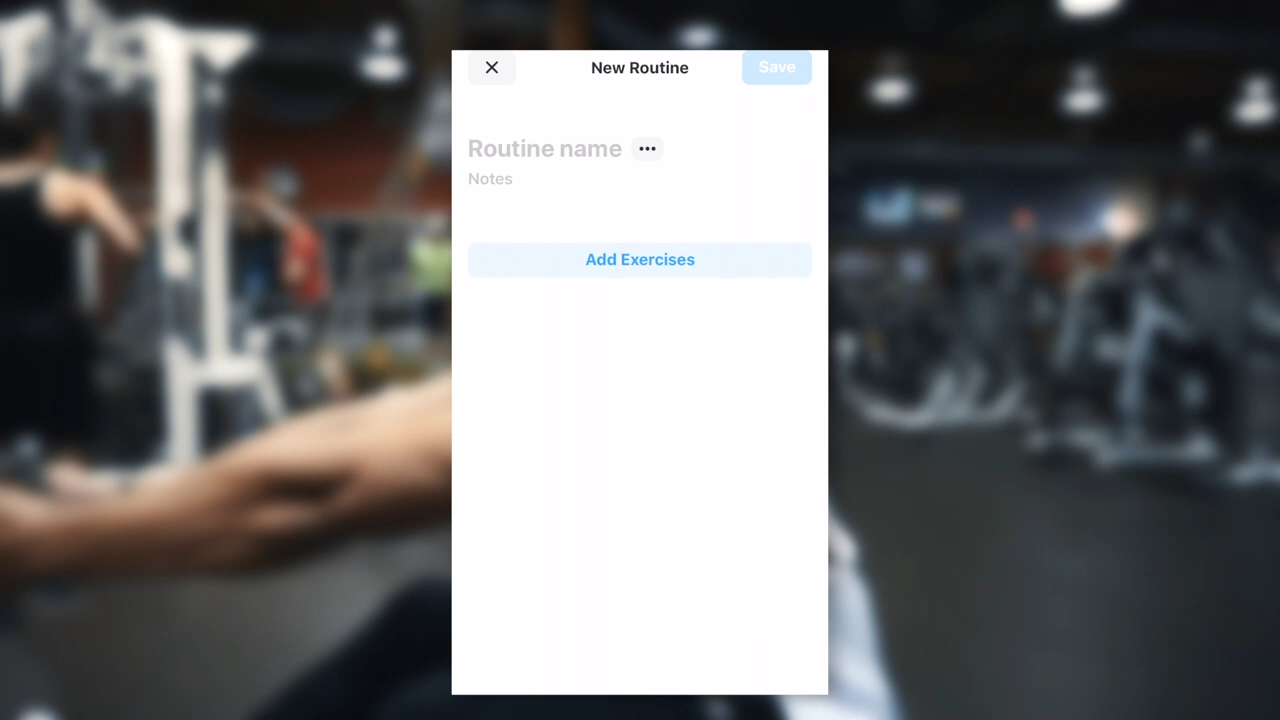 New Routine
Save
Routine name
Notes
Add Exercises